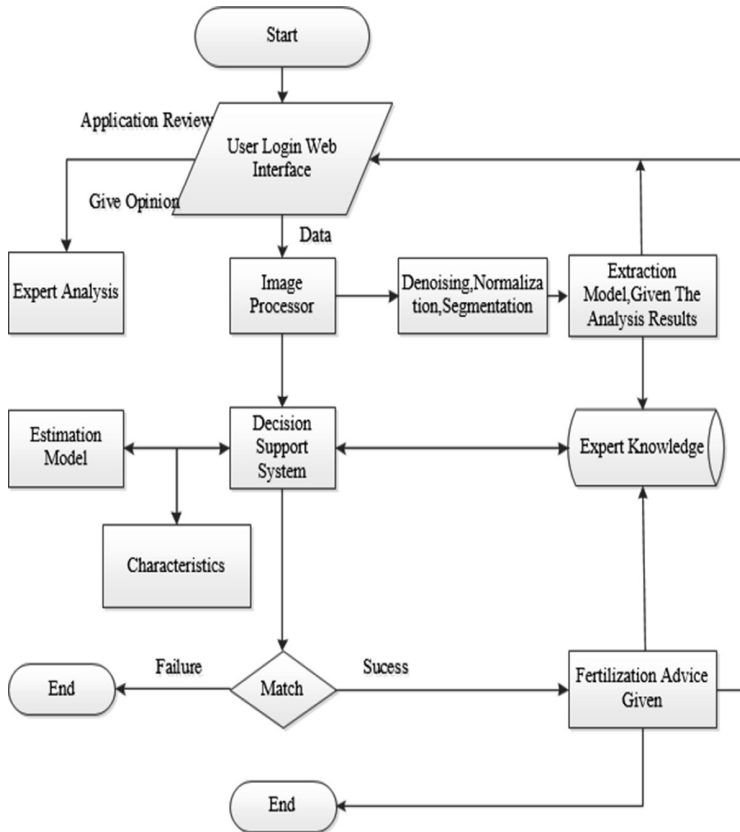 Start
Application Review
User Login Web
Interface
Give Opinion
Data
Expert Analysis
Image
Processor
Denoising,Normaliza
tion,Segmentation
Extraction
Model,Given The
Analysis Results
Estimation
Model
Decision
Support
System
Expert Knowledge
Characteristics
Failure
Sucess
End
Match
Fertilization Advice
Given
End